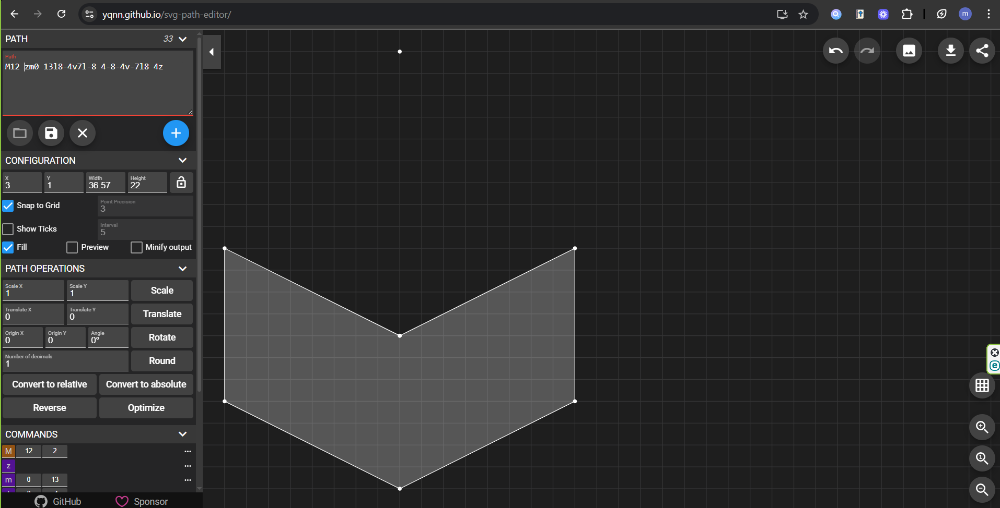 yqnn.github.io/svg-path-editor/
m
PATH 33
Path
M12 zm0 13l8-4v7l-8 4-8-4v-7l8 4z
CONFIGURATION
X Y Width Height
3 1 36.57 22
Snap to Grid
Point Precision
3
Show Ticks
Interval
5
Fill Preview Minify output
PATH OPERATIONS
Scale X Scale Y
1 1 Scale
Translate X Translate Y
0 0 Translate
Origin X Origin Y Angle
0 0 0° Rotate
Number of decimals
1 Round
Convert to relative Convert to absolute
Reverse Optimize
COMMANDS
M 12 2 ...
z ...
m 0 13 ...
GitHub Sponsor
1
e